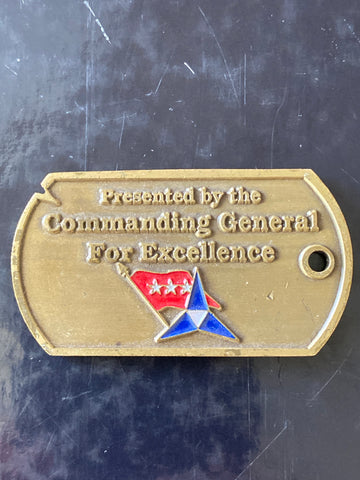 Presented by the
Commanding General
For Excellence